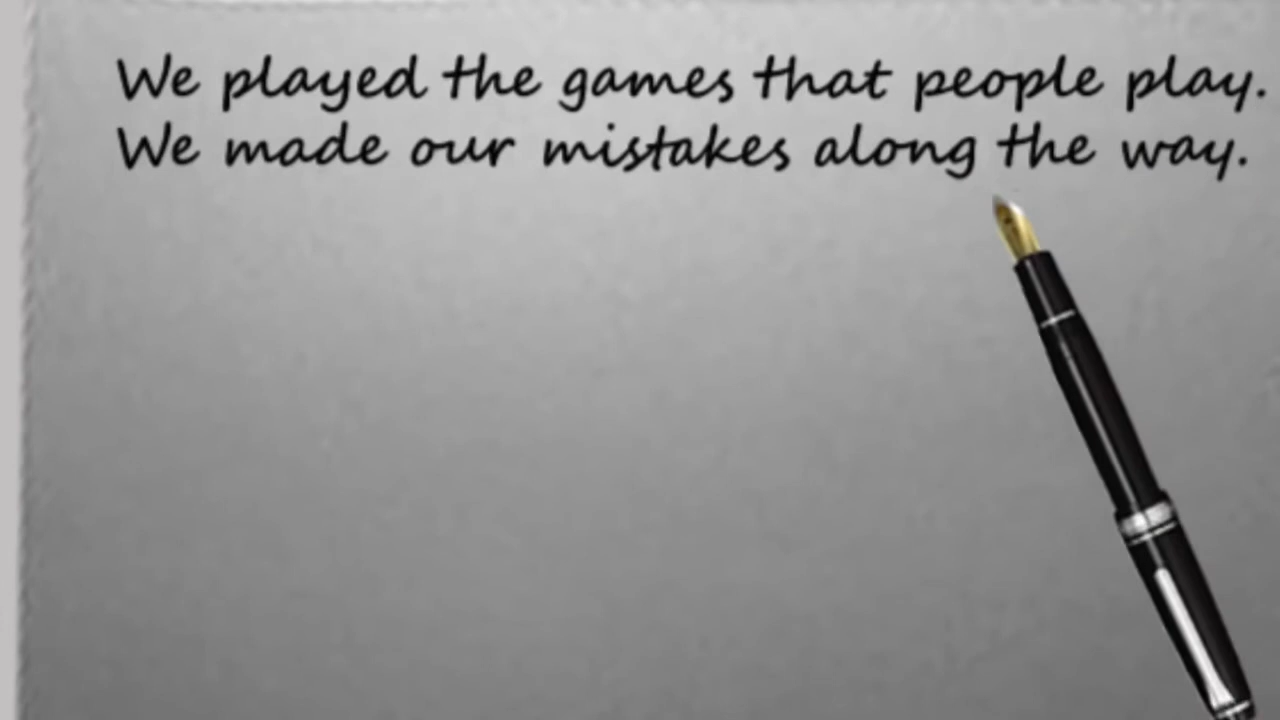 We played the games that people play.
We made our mistakes along the way.